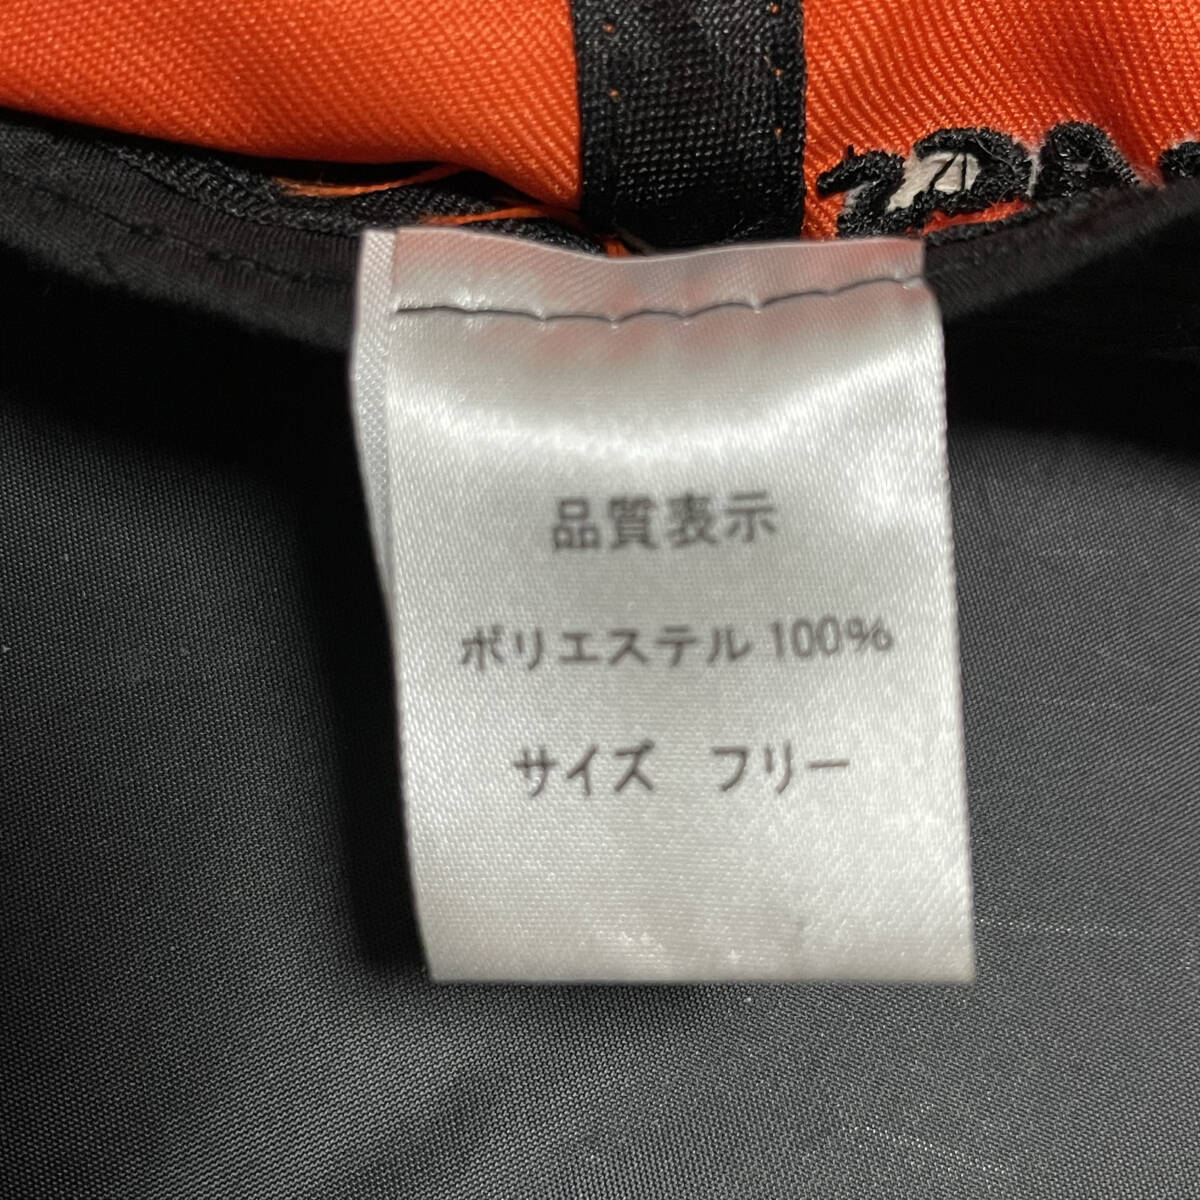 品質表示
ポリエステル 100%
サイズ　フリー